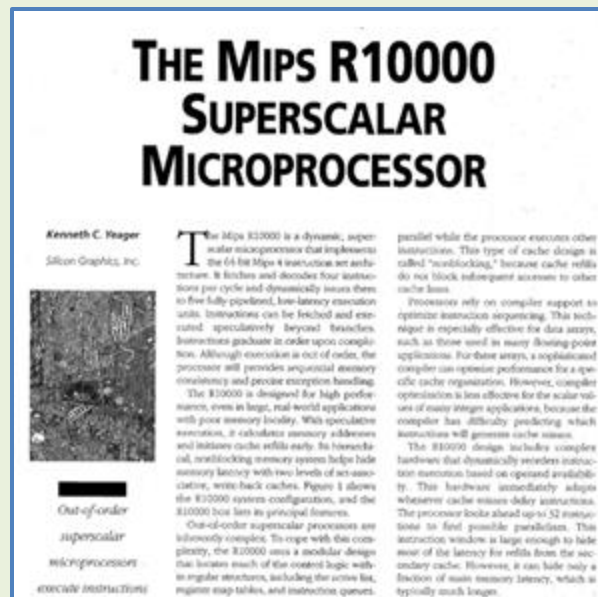 THE MIPS R10000
SUPERSCALAR
MICROPROCESSOR
Kenneth C. Yeager
Silicon Graphics, Inc.
Out-of-order
superscalar
microprocessors
execute instructions
The Mips R10000 is a dynamic, super-
scalar microprocessor that implements
the 64-bit Mips 4 instruction set archi-
tecture. It fetches and decodes four instruc-
tions per cycle and dynamically issues them
to five fully-pipelined, low-latency execution
units. Instructions can be fetched and exe-
cuted speculatively beyond branches.
Instructions graduate in order upon comple-
tion. Although execution is out of order, the
processor still provides sequential memory
consistency and precise exception handling.
The R10000 is designed for high perfor-
mance, even in large, real-world applications
with poor memory locality. With speculative
execution, it calculates memory addresses
and initiates cache refills early. Its hierarchi-
cal, nonblocking memory system helps hide
memory latency with two levels of set-asso-
ciative, write-back caches. Figure 1 shows
the R10000 system configuration, and the
R10000 box lists its principal features.
Out-of-order superscalar processors are
inherently complex. To cope with this com-
plexity, the R10000 uses a modular design
that locates much of the control logic with-
in regular structures, including the active list,
register map tables, and instruction queues.
parallel while the processor executes other
instructions. This type of cache design is
called "nonblocking," because cache refills
do not block subsequent accesses to other
cache lines.
Processors rely on compiler support to
optimize instruction sequencing. This tech-
nique is especially effective for data arrays,
such as those used in many floating-point
applications. For these arrays, a sophisticated
compiler can optimize performance for a spe-
cific cache organization. However, compiler
optimization is less effective for the scalar val-
ues of many integer applications, because the
compiler has difficulty predicting which
instructions will generate cache misses.
The R10000 design includes complex
hardware that dynamically reorders instruc-
tion execution based on operand availabili-
ty. This hardware immediately adapts
whenever cache misses delay instructions.
The processor looks ahead up to 32 instruc-
tions to find possible parallelism. This
instruction window is large enough to hide
most of the latency for refills from the sec-
ondary cache. However, it can hide only a
fraction of main memory latency, which is
typically much longer.